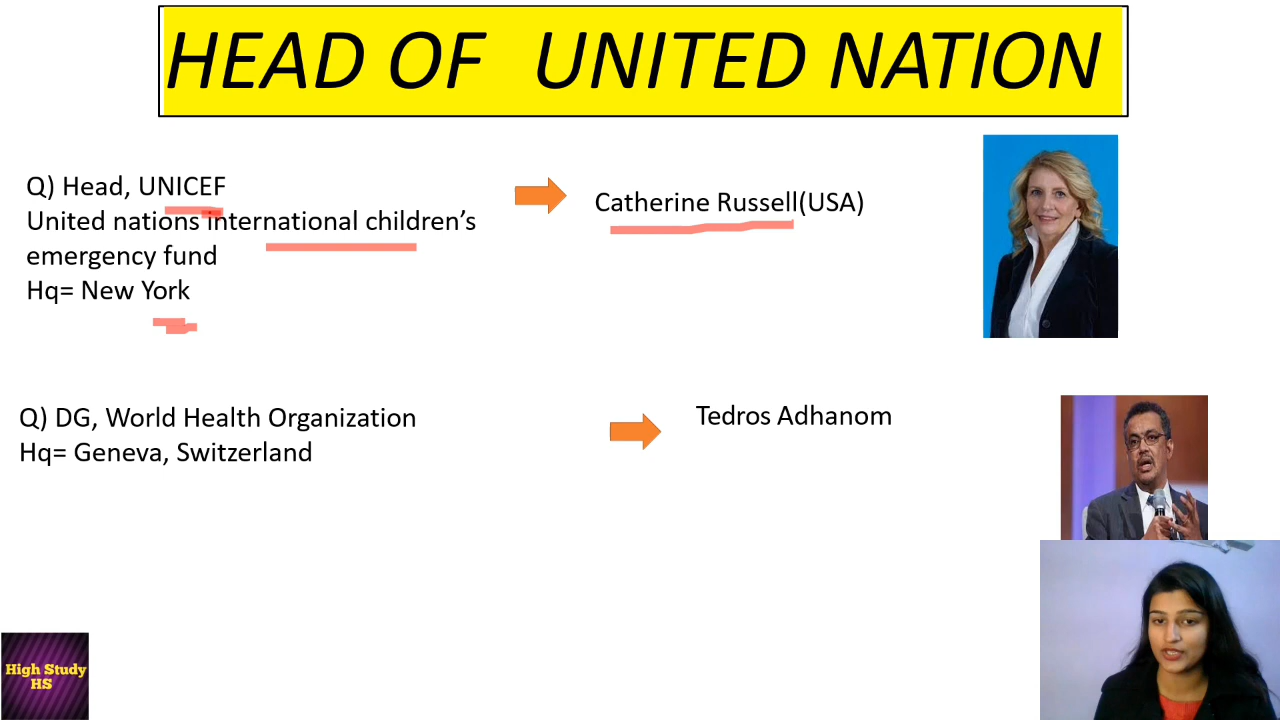 HEAD OF UNITED NATION
Q) Head, UNICEF
United nations international children’s
emergency fund
Hq= New York
Catherine Russell(USA)
Q) DG, World Health Organization
Hq= Geneva, Switzerland
Tedros Adhanom
High Study
HS